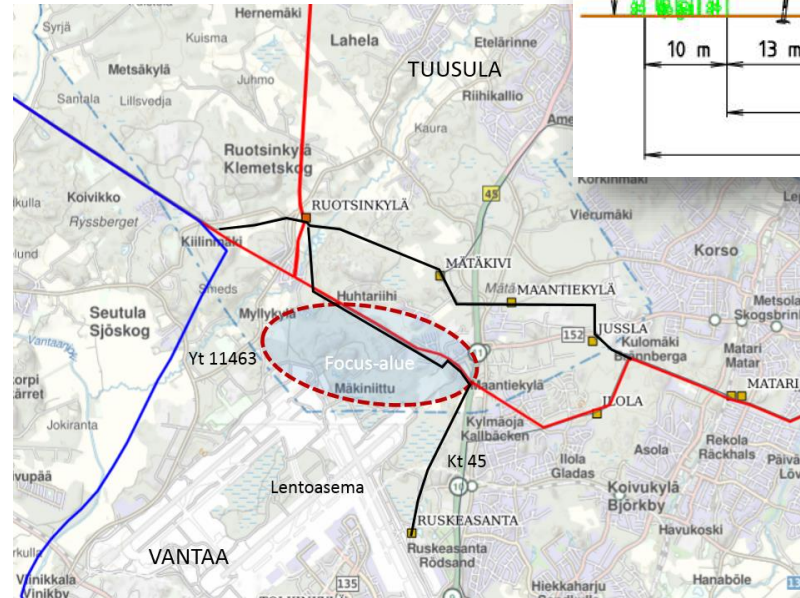 Hernemäki
Syrjä
Kuisma
Lahela
Etelärinne
10 m
13 m
Metsäkylä
Juhmo
TUUSULA
Santala
Lillsvedja
Riihikallio
Kaura
Ruotsinkylä
Klemetskog
45
Korkinmäki
Koivikko
RUOTSINKYLÄ
Vierumäki
Ryssberget
Korso
Kiilinmäki
MÄTÄKIVI
Smeds
Huhtariihi
Mätä
MAANTIEKYLÄ
Metsola
Skogsbrin
Seutula
Sjöskog
Myllykylä
152
JUSSLA
Kulomäki
Brännberga
Matari
Matar
Yt 11463
Focus-alue
Mäkiniittu
Maantiekylä
MATARI
Jokiranta
ILOLA
Kylmäoja
Kallbäcken
Rekola
Räckhals
Kt 45
Ilola
Gladas
Asola
Lentoasema
Koivukylä
Björkby
RUSKEASANTA
Havukoski
VANTAA
Ruskeasanta
Rödsand
135
Hiekkaharju
Hanaböle